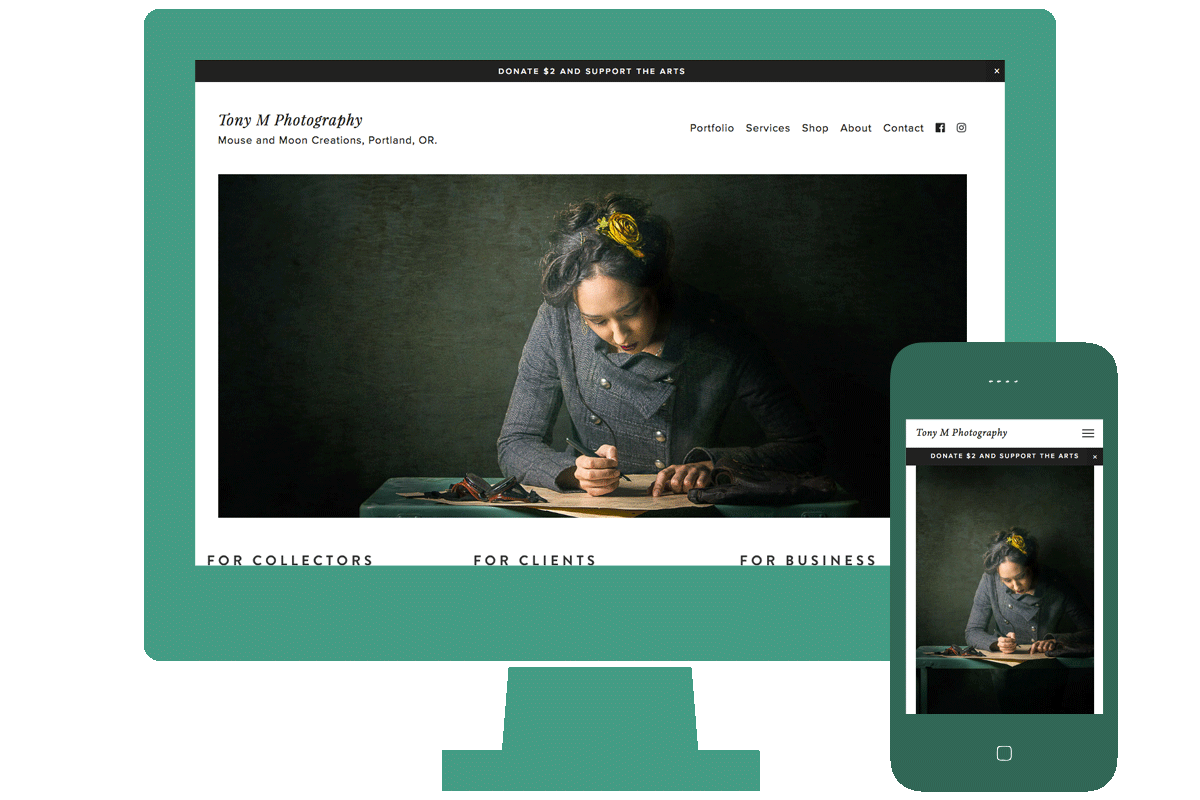 DONATE $2 AND SUPPORT THE ARTS ×
Tony M Photography
Mouse and Moon Creations, Portland, OR.
Portfolio Services Shop About Contact
FOR COLLECTORS FOR CLIENTS FOR BUSINESS
Tony M Photography
DONATE $2 AND SUPPORT THE ARTS ×